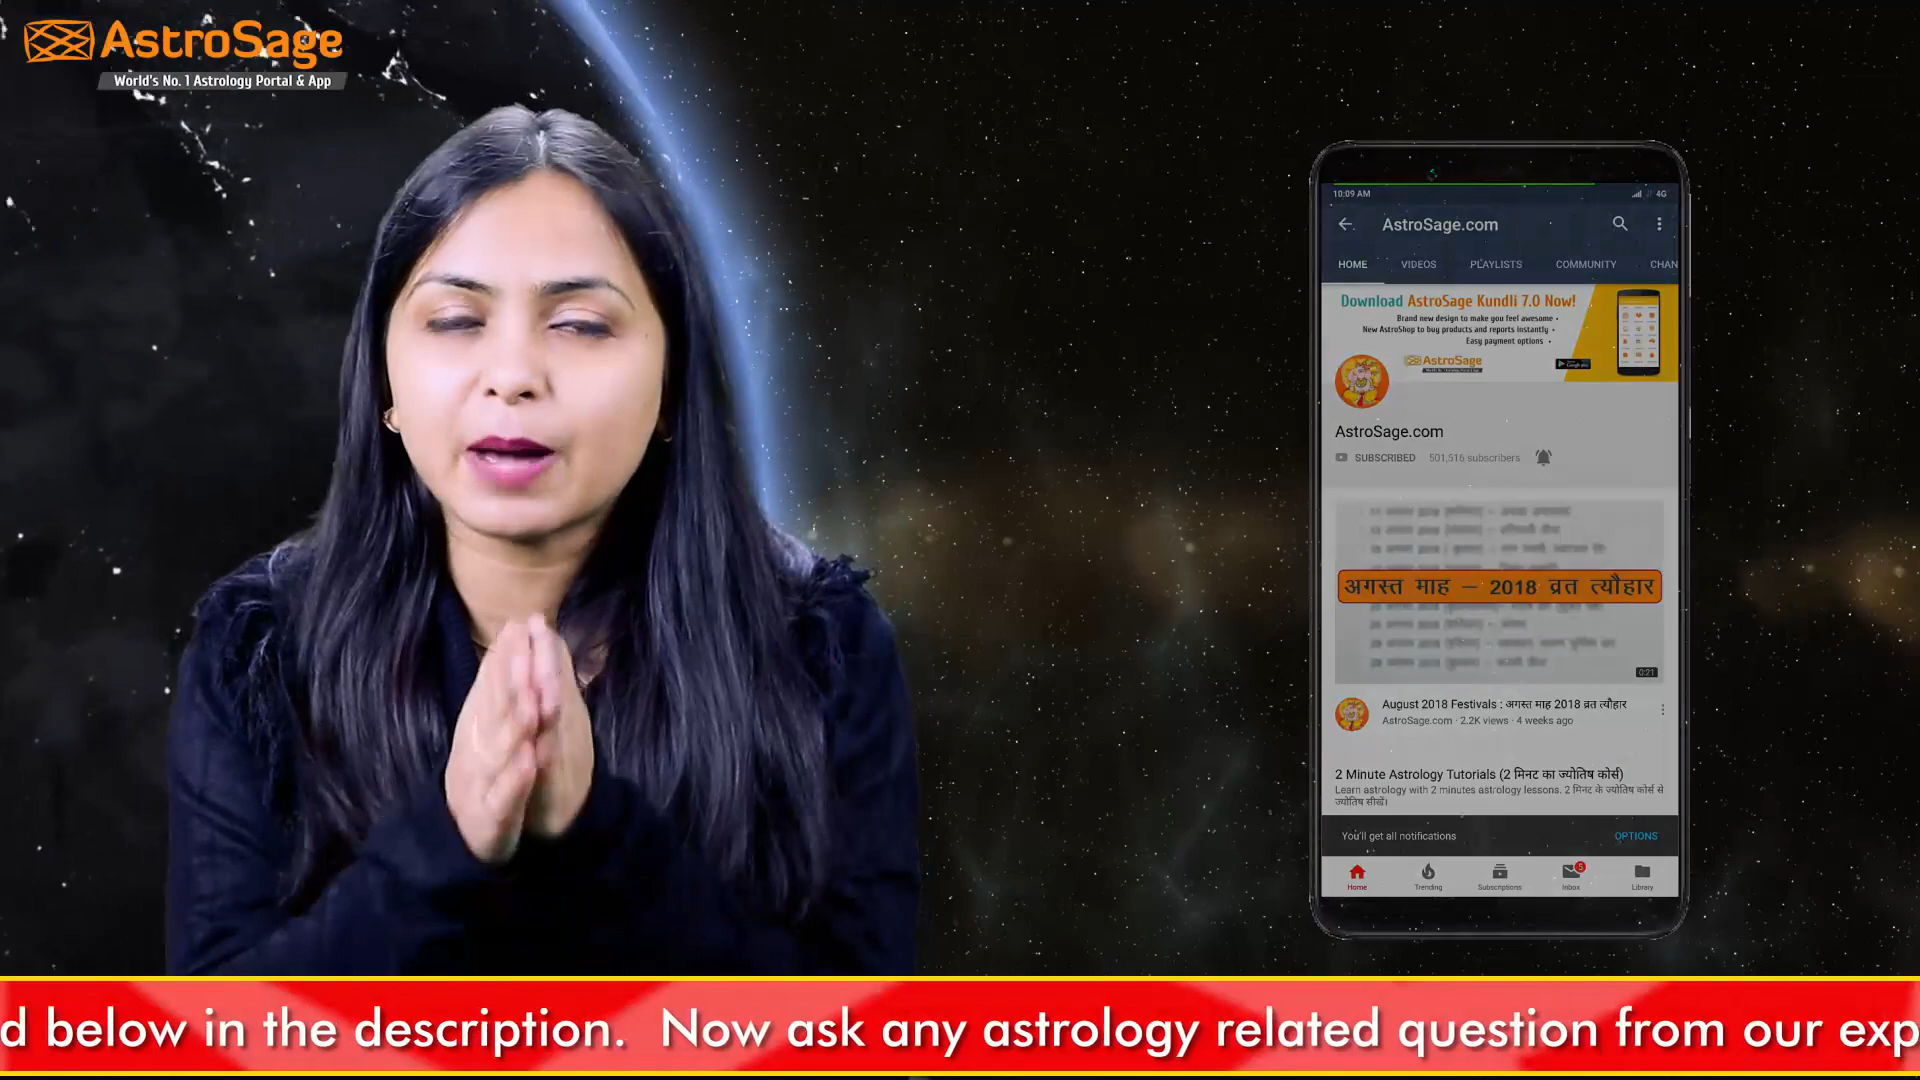 AstroSage
World's No. 1 Astrology Portal & App
10:09 AM
4G
AstroSage.com
HOME VIDEOS PLAYLISTS COMMUNITY CHAN
Download AstroSage Kundli 7.0 Now!
Brand new design to make you feel awesome •
New AstroShop to buy products and reports instantly •
Easy payment options •
AstroSage
AstroSage.com
SUBSCRIBED 501,516 subscribers
अगस्त माह – 2018 व्रत त्यौहार
0:21
August 2018 Festivals : अगस्त माह 2018 व्रत त्यौहार
AstroSage.com · 2.2K views · 4 weeks ago
2 Minute Astrology Tutorials (2 मिनट का ज्योतिष कोर्स)
Learn astrology with 2 minutes astrology lessons. 2 मिनट के ज्योतिष कोर्स से
ज्योतिष सीखें।
You'll get all notifications OPTIONS
5
Home Trending Subscriptions Inbox Library
d below in the description. Now ask any astrology related question from our exp